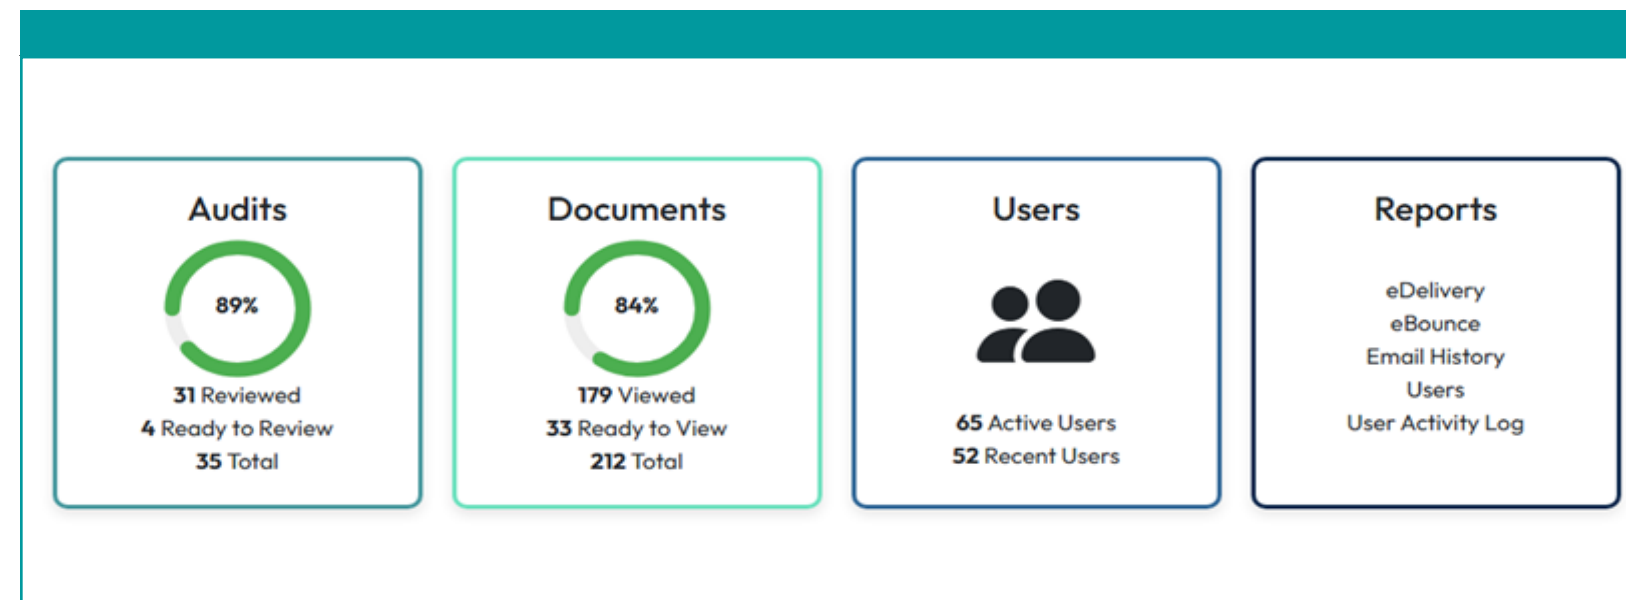 Audits
89%
31 Reviewed
4 Ready to Review
35 Total
Documents
84%
179 Viewed
33 Ready to View
212 Total
Users
65 Active Users
52 Recent Users
Reports
eDelivery
eBounce
Email History
Users
User Activity Log